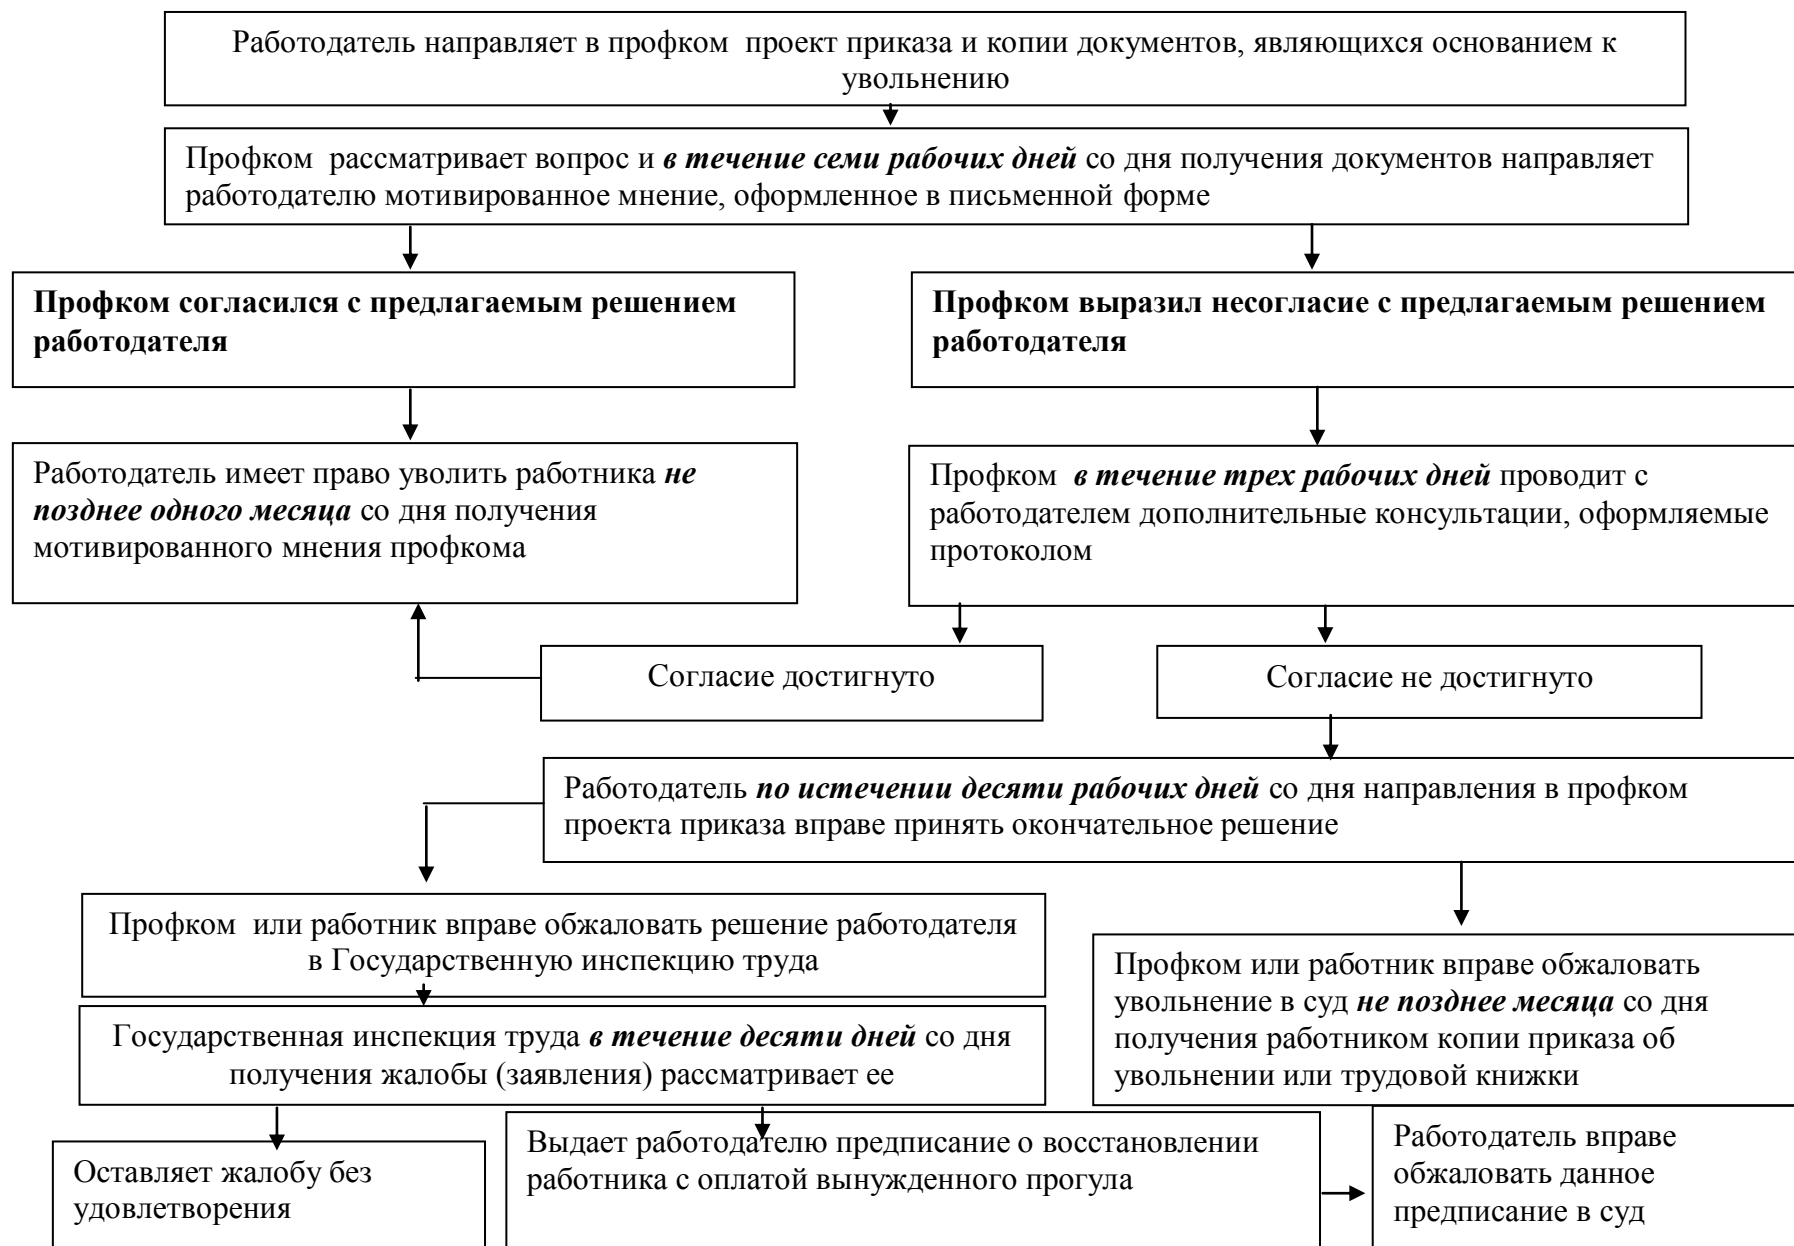 Работодатель направляет в профком  проект приказа и копии документов, являющихся основанием к
увольнению
Профком  рассматривает вопрос и в течение семи рабочих дней со дня получения документов направляет
работодателю мотивированное мнение, оформленное в письменной форме
Профком согласился с предлагаемым решением
работодателя
Профком выразил несогласие с предлагаемым решением
работодателя
Работодатель имеет право уволить работника не
позднее одного месяца со дня получения
мотивированного мнения профкома
Профком  в течение трех рабочих дней проводит с
работодателем дополнительные консультации, оформляемые
протоколом
Согласие достигнуто
Согласие не достигнуто
Работодатель по истечении десяти рабочих дней со дня направления в профком
проекта приказа вправе принять окончательное решение
Профком  или работник вправе обжаловать решение работодателя
в Государственную инспекцию труда
Профком или работник вправе обжаловать
увольнение в суд не позднее месяца со дня
получения работником копии приказа об
увольнении или трудовой книжки
Государственная инспекция труда в течение десяти дней со дня
получения жалобы (заявления) рассматривает ее
Оставляет жалобу без
удовлетворения
Выдает работодателю предписание о восстановлении
работника с оплатой вынужденного прогула
Работодатель вправе
обжаловать данное
предписание в суд